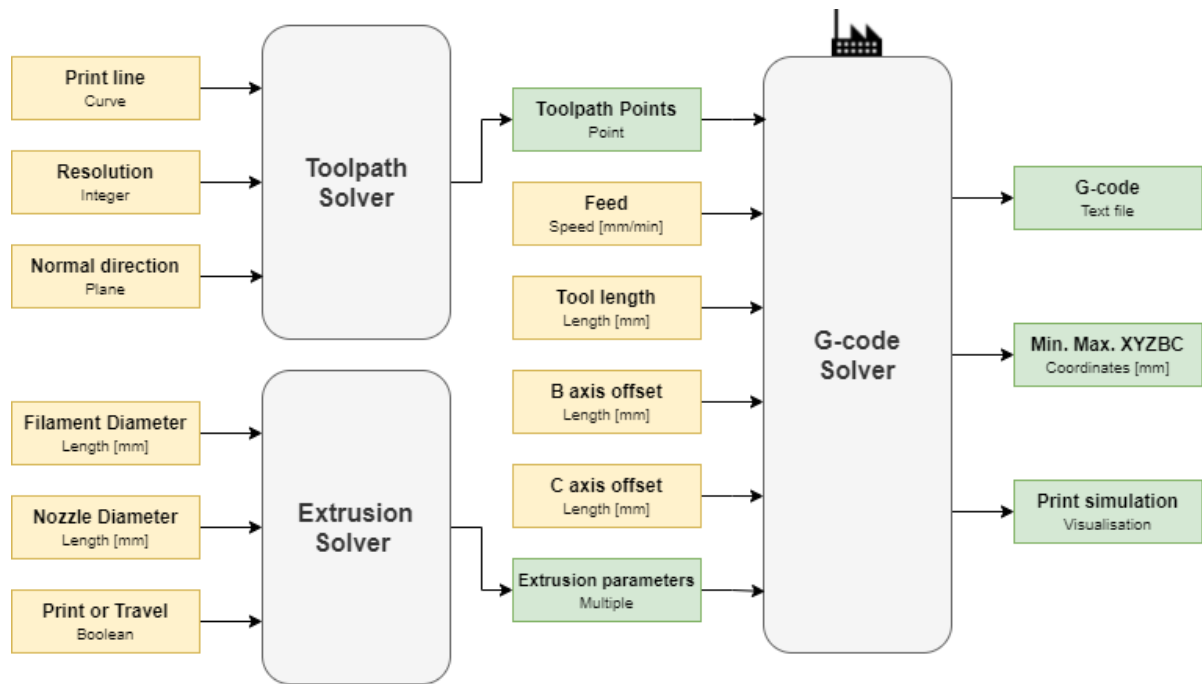 Print line
Curve
Resolution
Integer
Normal direction
Plane
Toolpath
Solver
Filament Diameter
Length [mm]
Nozzle Diameter
Length [mm]
Print or Travel
Boolean
Extrusion
Solver
Toolpath Points
Point
Feed
Speed [mm/min]
Tool length
Length [mm]
B axis offset
Length [mm]
C axis offset
Length [mm]
Extrusion parameters
Multiple
G-code
Solver
G-code
Text file
Min. Max. XYZBC
Coordinates [mm]
Print simulation
Visualisation